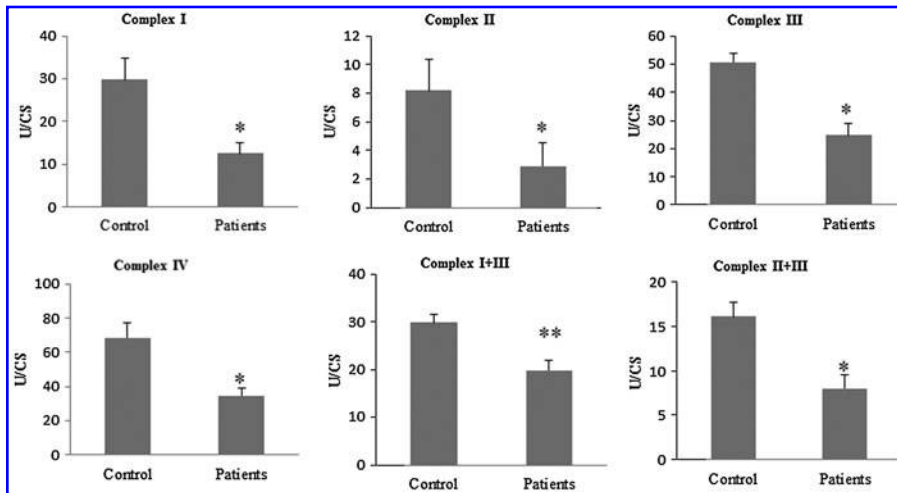 Complex I
40
30
20
10
0
U/CS
Control Patients
Complex II
12
10
8
6
4
2
0
U/CS
*
Control Patients
Complex III
60
50
40
30
20
10
0
U/CS
*
Control Patients
*
Complex IV
100
80
60
40
20
0
U/CS
*
Control Patients
Complex I+III
40
30
20
10
0
U/CS
**
Control Patients
Complex II+III
20
15
10
5
0
U/CS
*
Control Patients